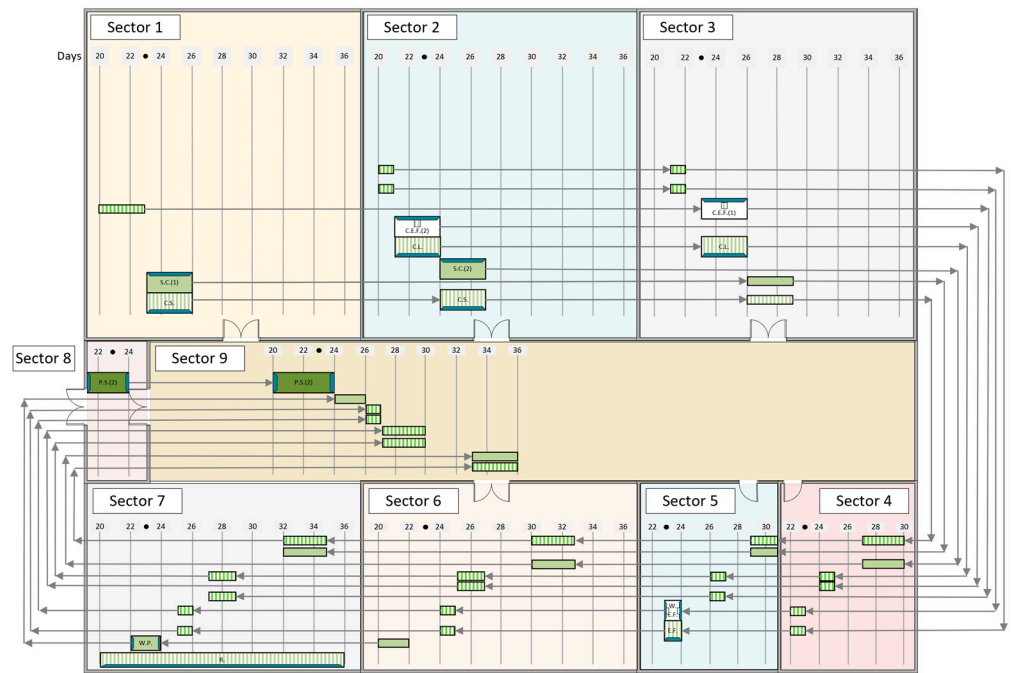 Sector 1
Sector 2
Sector 3
Days 20 22 24 26 28 30 32 34 36
22 24 26 28 30 32 34 36
20 22 24 26 28 30 32 34 36
C.E.F.(1)
C.E.F.(2)
C.L.
C.L.
S.C.(2)
S.C.(1)
C.S.
C.S.
Sector 8
Sector 9
22 24
20 22 24 26 28 30 32 34 36
P.S.(2)
P.S.(2)
Sector 7
Sector 6
Sector 5
Sector 4
20 22 24 26 28 30 32 34 36
20 22 24 26 28 30 32 34 36
22 24 26 28 30
22 24 26 28 30
E.F.
W.P.